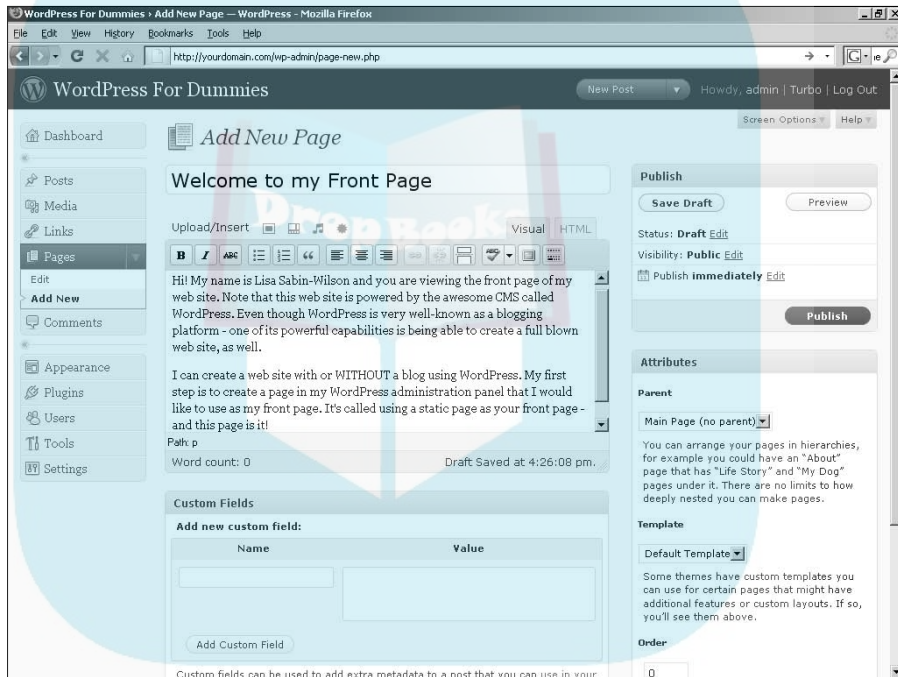 WordPress For Dummies › Add New Page — WordPress - Mozilla Firefox
File Edit View History Bookmarks Tools Help
http://yourdomain.com/wp-admin/page-new.php
WordPress For Dummies
New Post
Howdy, admin | Turbo | Log Out
Screen Options
Help
Dashboard
Posts
Media
Links
Pages
Edit
Add New
Comments
Appearance
Plugins
Users
Tools
Settings
Add New Page
Welcome to my Front Page
DropBooks
Upload/Insert
Visual
HTML
B I ABC
Hi! My name is Lisa Sabin-Wilson and you are viewing the front page of my
web site. Note that this web site is powered by the awesome CMS called
WordPress. Even though WordPress is very well-known as a blogging
platform - one of its powerful capabilities is being able to create a full blown
web site, as well.
I can create a web site with or WITHOUT a blog using WordPress. My first
step is to create a page in my WordPress administration panel that I would
like to use as my front page. It's called using a static page as your front page -
and this page is it!
Path: p
Word count: 0
Draft Saved at 4:26:08 pm.
Custom Fields
Add new custom field:
Name
Value
Add Custom Field
Custom fields can be used to add extra metadata to a post that you can use in your
Publish
Save Draft
Preview
Status: Draft Edit
Visibility: Public Edit
Publish immediately Edit
Publish
Attributes
Parent
Main Page (no parent)
You can arrange your pages in hierarchies,
for example you could have an "About"
page that has "Life Story" and "My Dog"
pages under it. There are no limits to how
deeply nested you can make pages.
Template
Default Template
Some themes have custom templates you
can use for certain pages that might have
additional features or custom layouts. If so,
you'll see them above.
Order
0